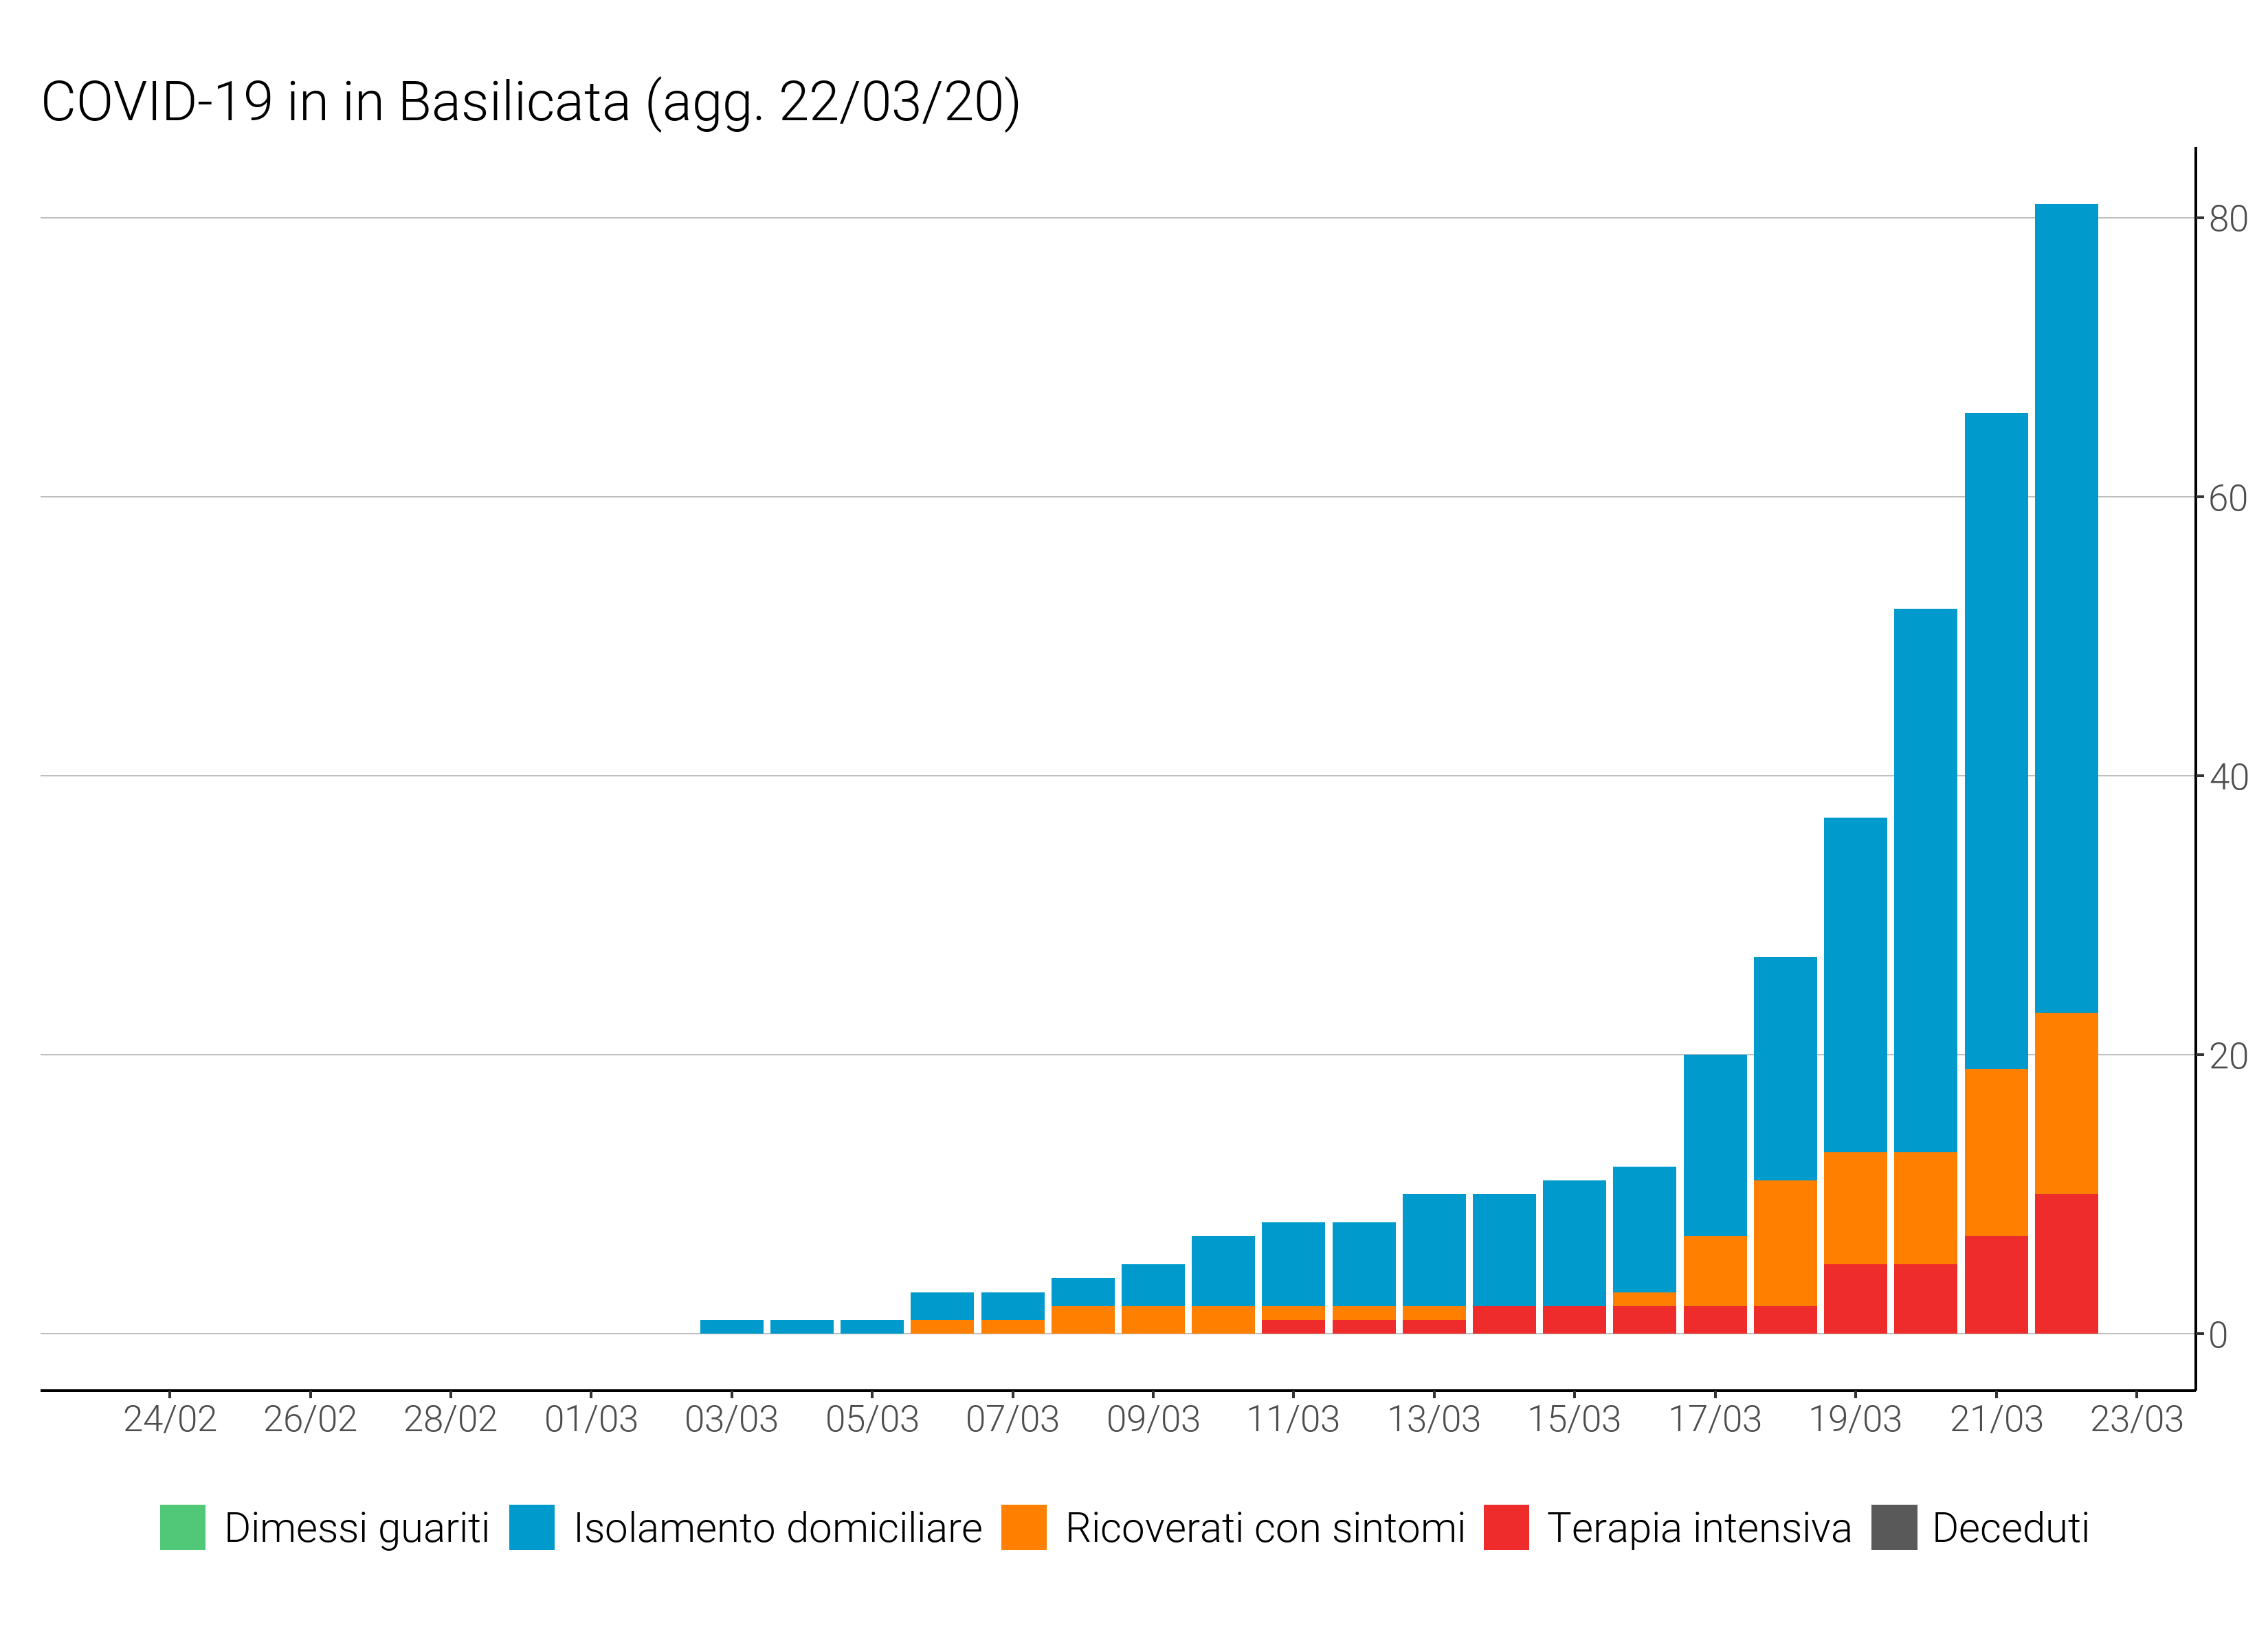 COVID-19 in in Basilicata (agg. 22/03/20)
80
60
40
20
0
24/02 26/02 28/02 01/03 03/03 05/03 07/03 09/03 11/03 13/03 15/03 17/03 19/03 21/03 23/03
Dimessi guariti Isolamento domiciliare Ricoverati con sintomi Terapia intensiva Deceduti